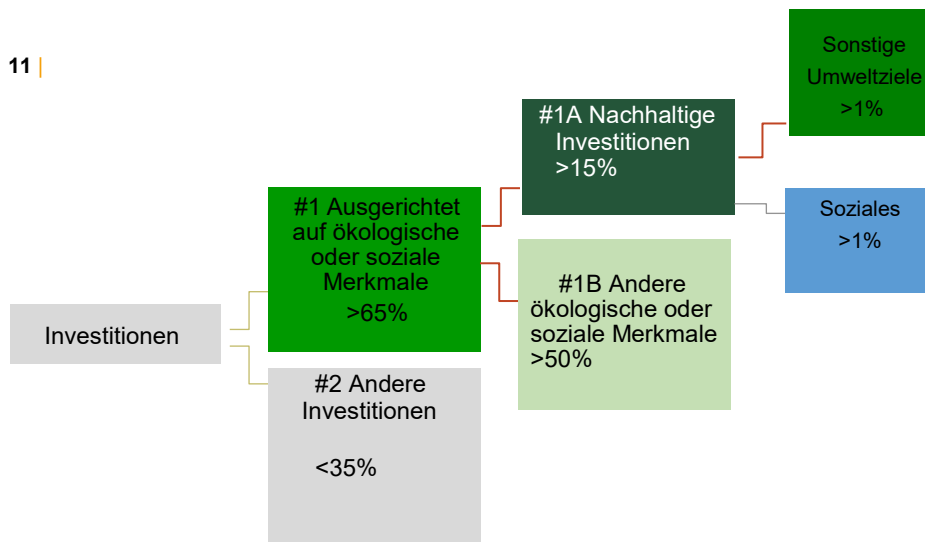 11 |
Investitionen
#1 Ausgerichtet
auf ökologische
oder soziale
Merkmale
>65%
#2 Andere
Investitionen
<35%
#1A Nachhaltige
Investitionen
>15%
#1B Andere
ökologische oder
soziale Merkmale
>50%
Sonstige
Umweltziele
>1%
Soziales
>1%